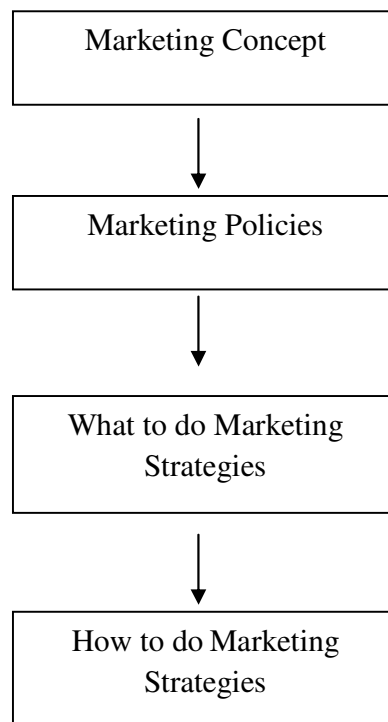 Marketing Concept
Marketing Policies
What to do Marketing
Strategies
How to do Marketing
Strategies